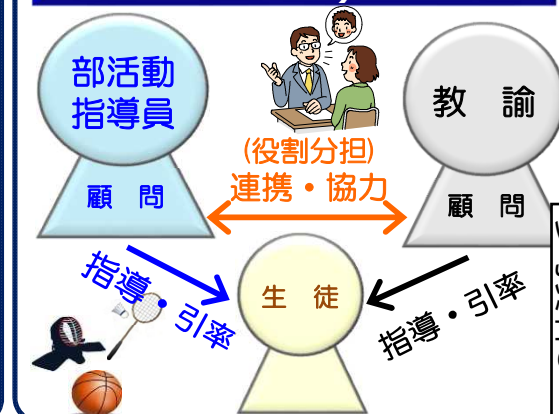 部活動
指導員
顧 問
(役割分担)
連携・協力
教 諭
顧 問
指導・引率
生 徒
指導・引率